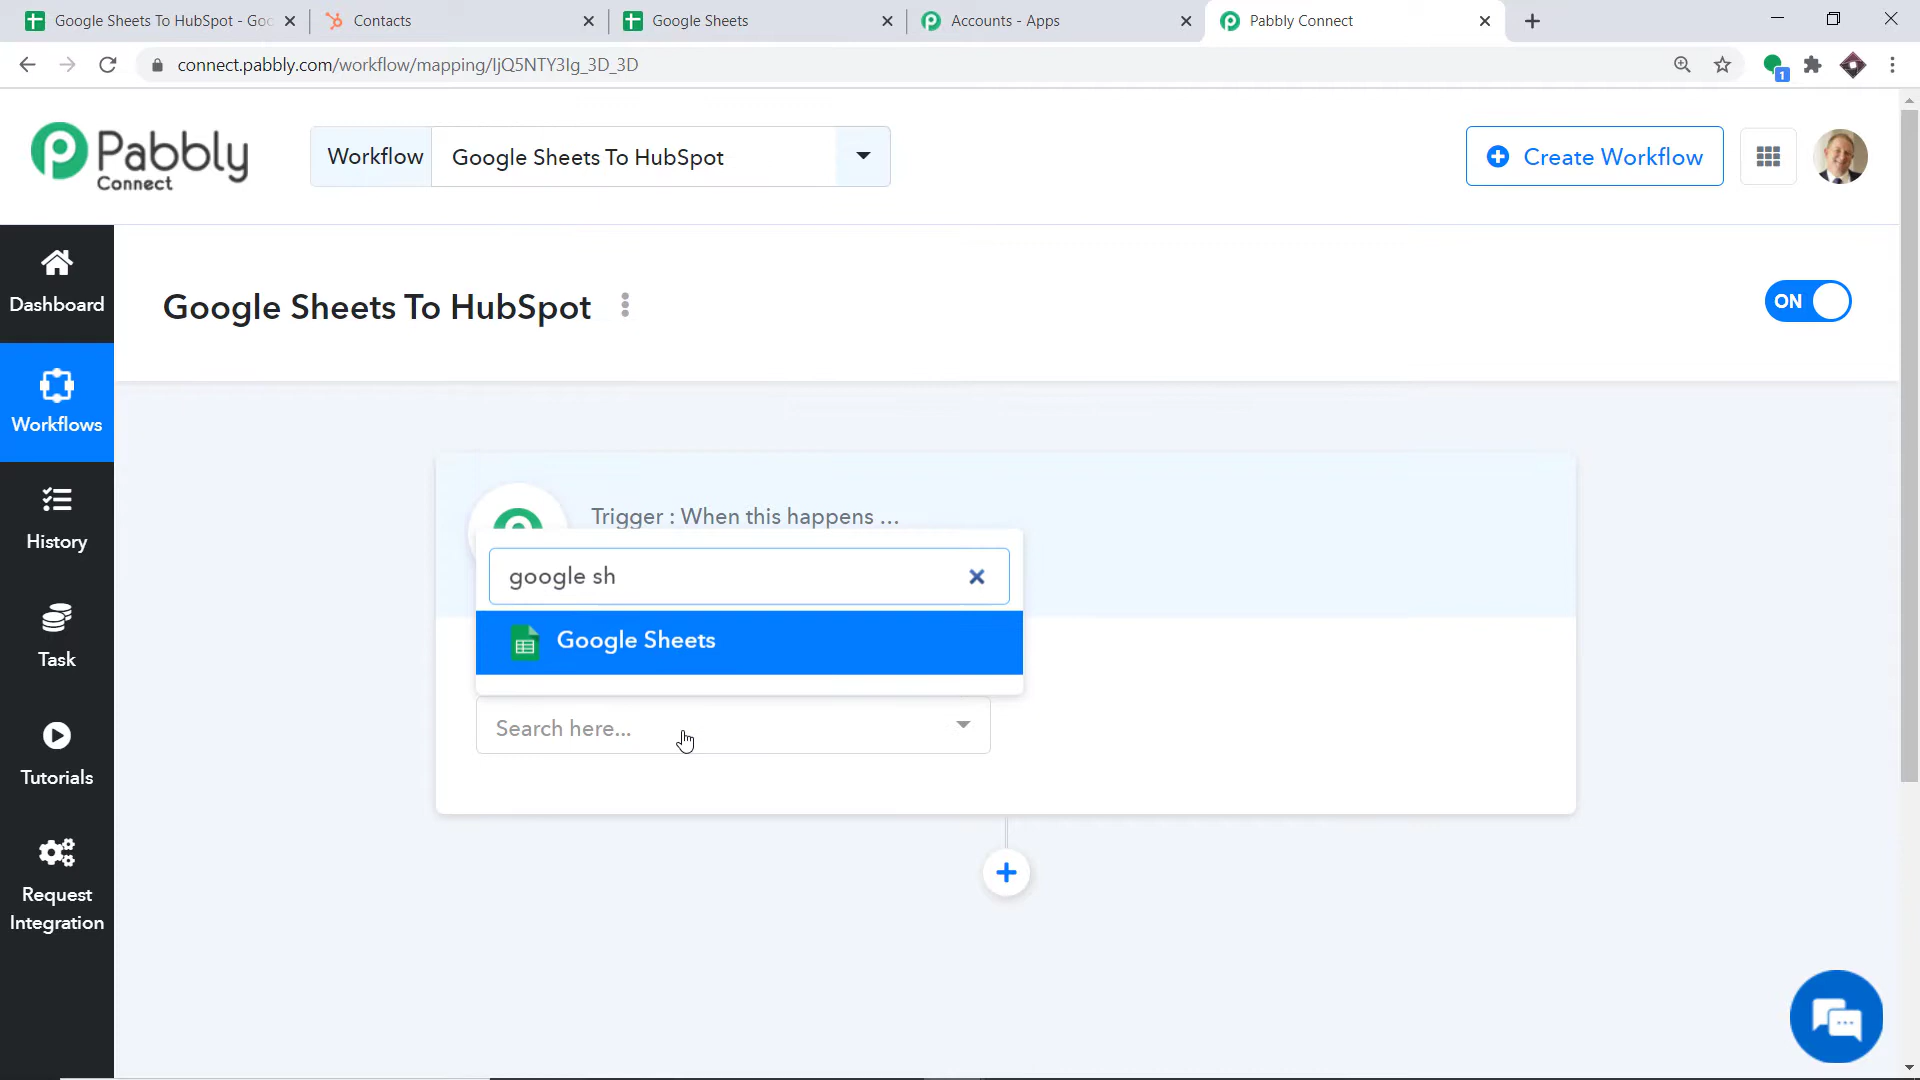 Google Sheets To HubSpot - Goo
Contacts
Google Sheets
Accounts - Apps
Pabbly Connect
connect.pabbly.com/workflow/mapping/IjQ5NTY3Ig_3D_3D
1
Pabbly
Connect
Workflow
Google Sheets To HubSpot
Create Workflow
Dashboard
Workflows
History
Task
Tutorials
Request
Integration
Google Sheets To HubSpot
ON
Trigger : When this happens ...
google sh
Google Sheets
Search here...